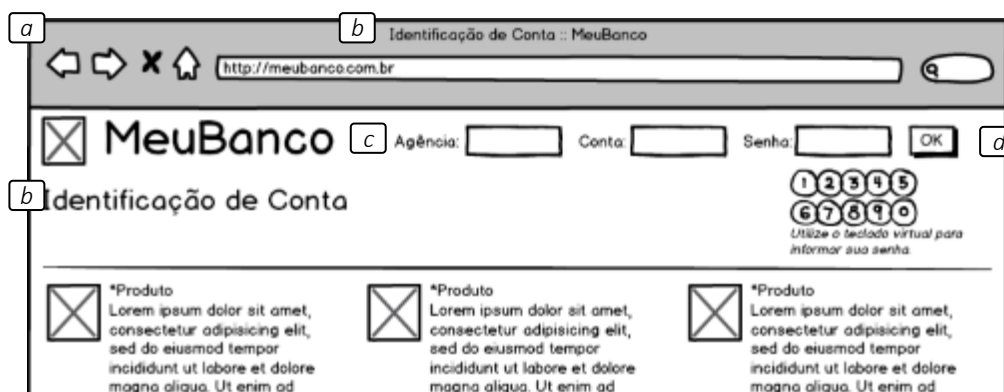 a
b
Identificação de Conta :: MeuBanco
http://meubanco.com.br
MeuBanco
c
Agência:
Conta:
Senha:
OK
d
b
Identificação de Conta
1 2 3 4 5
6 7 8 9 0
Utilize o teclado virtual para
informar sua senha.
*Produto
Lorem ipsum dolor sit amet,
consectetur adipisicing elit,
sed do eiusmod tempor
incididunt ut labore et dolore
magna aliqua. Ut enim ad
*Produto
Lorem ipsum dolor sit amet,
consectetur adipisicing elit,
sed do eiusmod tempor
incididunt ut labore et dolore
magna aliqua. Ut enim ad
*Produto
Lorem ipsum dolor sit amet,
consectetur adipisicing elit,
sed do eiusmod tempor
incididunt ut labore et dolore
magna aliqua. Ut enim ad